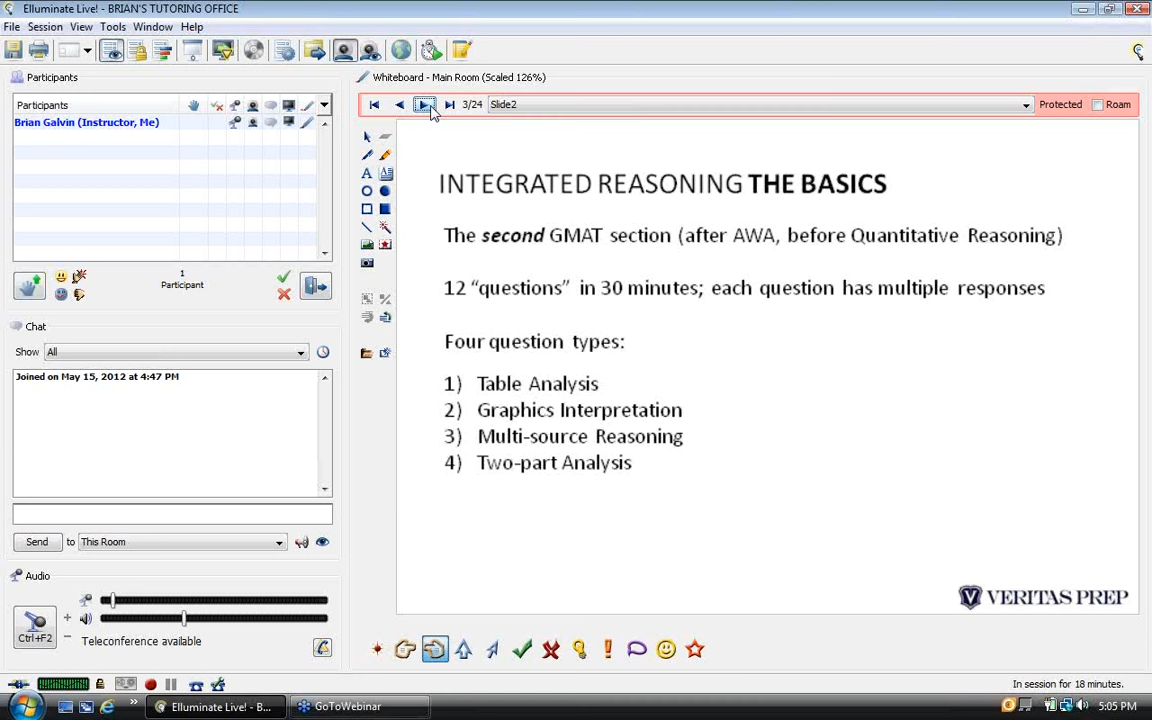 Elluminate Live! - BRIAN'S TUTORING OFFICE
File Session View Tools Window Help
Participants
Participants
Brian Galvin (Instructor, Me)
1
Participant
Chat
Show All
Joined on May 15, 2012 at 4:47 PM
Send to This Room
Audio
Ctrl+F2
Teleconference available
Whiteboard - Main Room (Scaled 126%)
3/24 Slide2 Protected Roam
INTEGRATED REASONING THE BASICS
The second GMAT section (after AWA, before Quantitative Reasoning)
12 “questions” in 30 minutes; each question has multiple responses
Four question types:
1) Table Analysis
2) Graphics Interpretation
3) Multi-source Reasoning
4) Two-part Analysis
VERITAS PREP
In session for 18 minutes.
Elluminate Live! - B...
GoToWebinar
5:05 PM